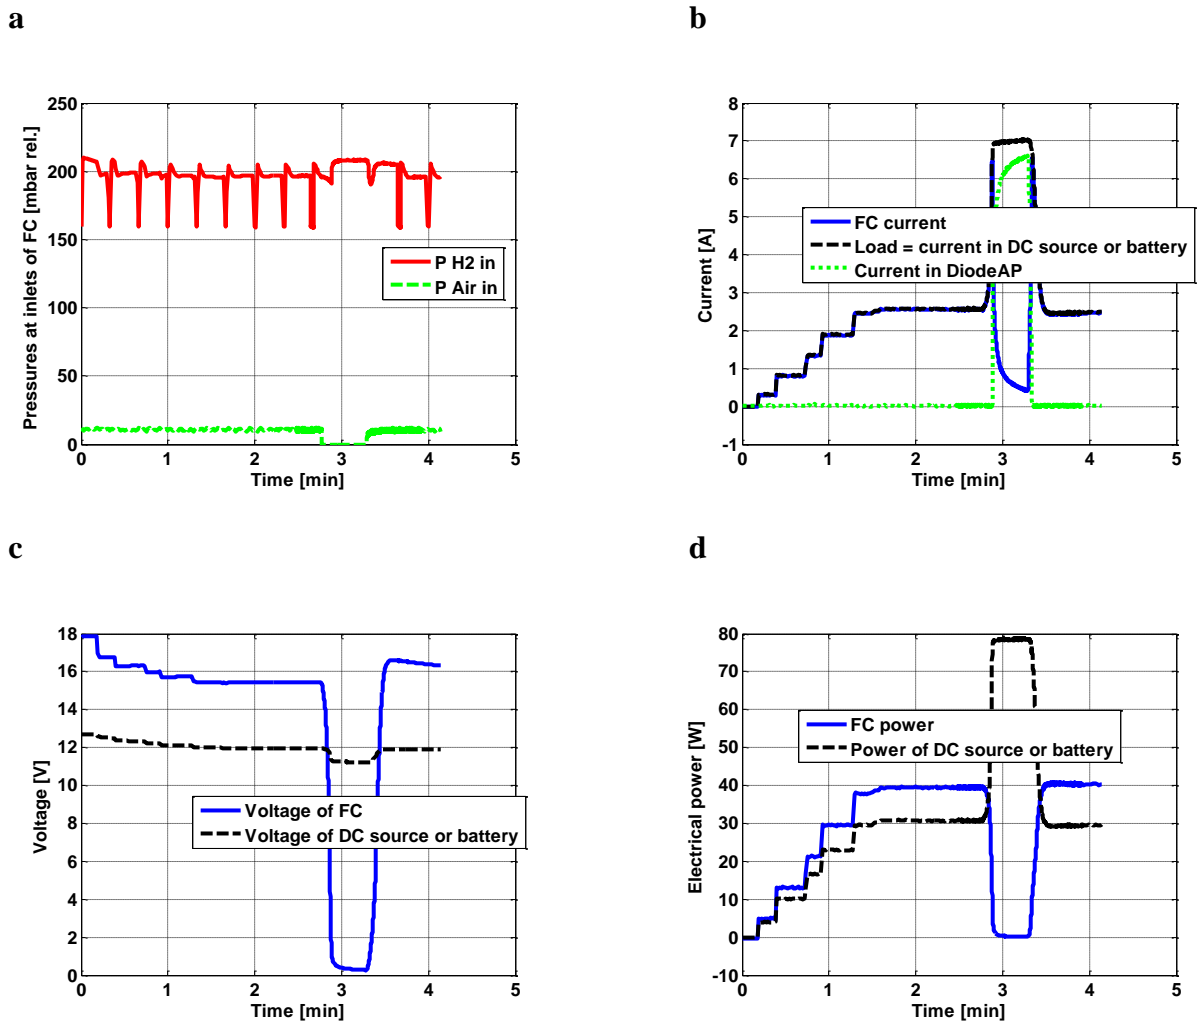 a
250
200
150
100
50
0
0 1 2 3 4 5
Time [min]
Pressures at inlets of FC [mbar rel.]
P H2 in
P Air in
b
8
7
6
5
4
3
2
1
0
-1
0 1 2 3 4 5
Time [min]
Current [A]
FC current
Load = current in DC source or battery
Current in DiodeAP
c
18
16
14
12
10
8
6
4
2
0
0 1 2 3 4 5
Time [min]
Voltage [V]
Voltage of FC
Voltage of DC source or battery
d
80
70
60
50
40
30
20
10
0
-10
0 1 2 3 4 5
Time [min]
Electrical power [W]
FC power
Power of DC source or battery